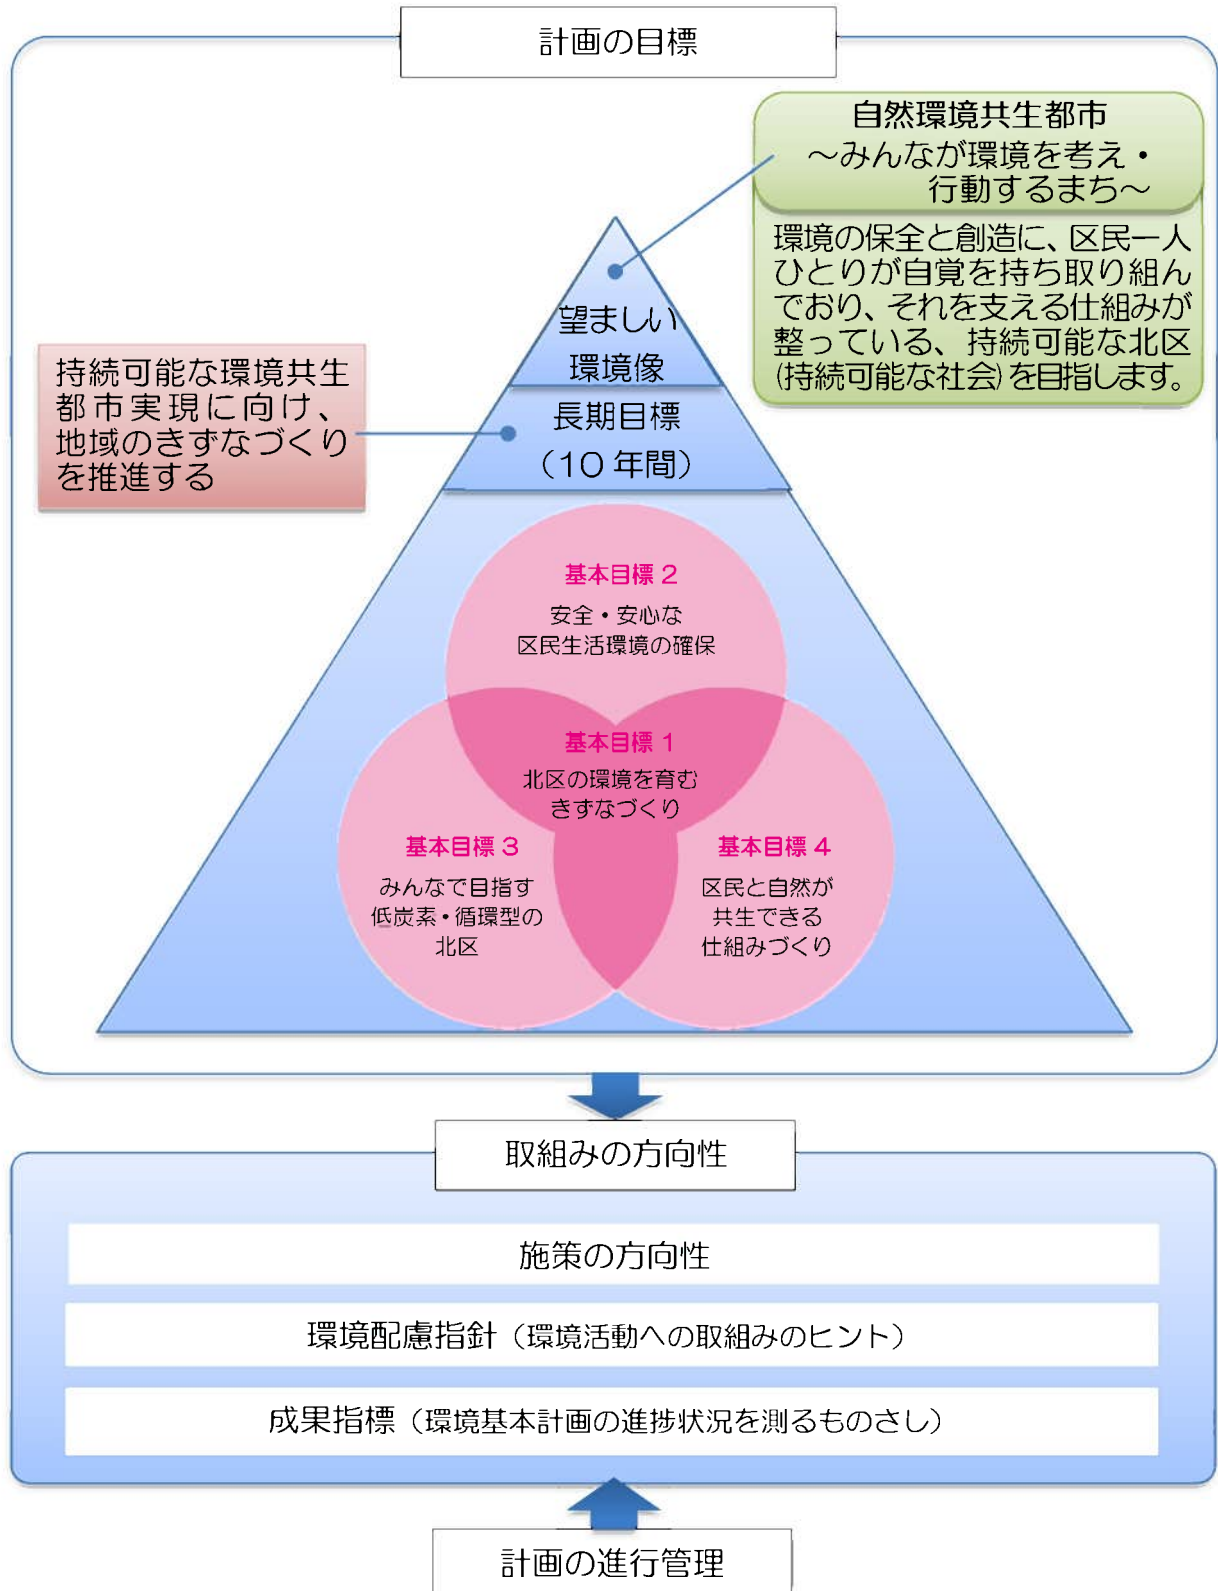 計画の目標
自然環境共生都市
～みんなが環境を考え・
行動するまち～
環境の保全と創造に、区民一人
ひとりが自覚を持ち取り組ん
でおり、それを支える仕組みが
整っている、持続可能な北区
(持続可能な社会)を目指します。
望ましい
環境像
持続可能な環境共生
都市実現に向け、
地域のきずなづくり
を推進する
長期目標
（10年間）
基本目標 2
安全・安心な
区民生活環境の確保
基本目標 1
北区の環境を育む
きずなづくり
基本目標 3
みんなで目指す
低炭素・循環型の
北区
基本目標 4
区民と自然が
共生できる
仕組みづくり
取組みの方向性
施策の方向性
環境配慮指針（環境活動への取組みのヒント）
成果指標（環境基本計画の進捗状況を測るものさし）
計画の進行管理